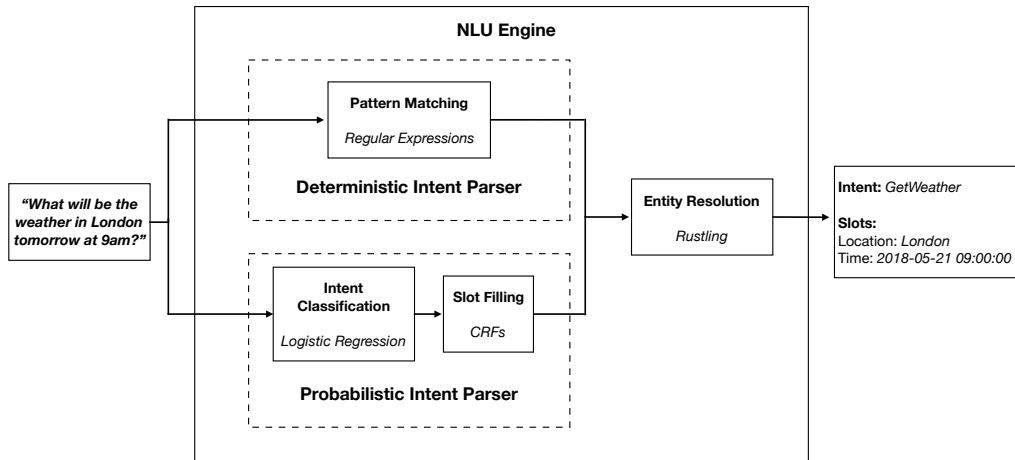 NLU Engine
Pattern Matching
Regular Expressions
Deterministic Intent Parser
“What will be the
weather in London
tomorrow at 9am?”
Intent
Classification
Logistic Regression
Slot Filling
CRFs
Probabilistic Intent Parser
Entity Resolution
Rustling
Intent: GetWeather
Slots:
Location: London
Time: 2018-05-21 09:00:00